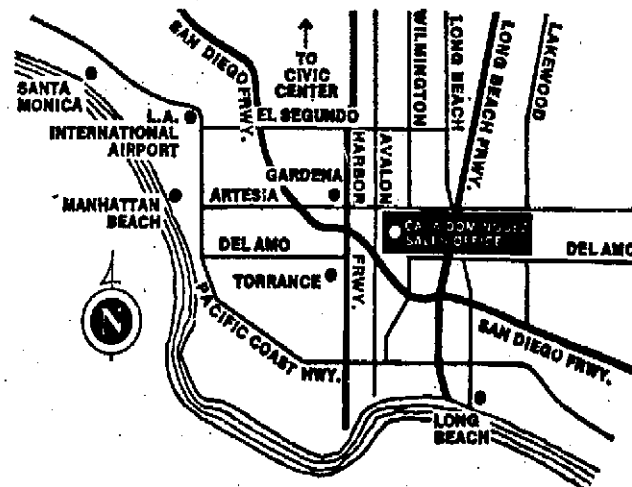 SANTA
MONICA
SAN DIEGO FRWY.
TO
CIVIC
CENTER
WILMINGTON
LONG BEACH
LONG BEACH FRWY.
LAKEWOOD
L.A.
INTERNATIONAL
AIRPORT
EL SEGUNDO
HARBOR FRWY.
AVALON
GARDENA
ARTESIA
MANHATTAN
BEACH
SALES OFFICE
DEL AMO
DEL AMO
TORRANCE
N
PACIFIC COAST HWY.
SAN DIEGO FRWY.
LONG
BEACH